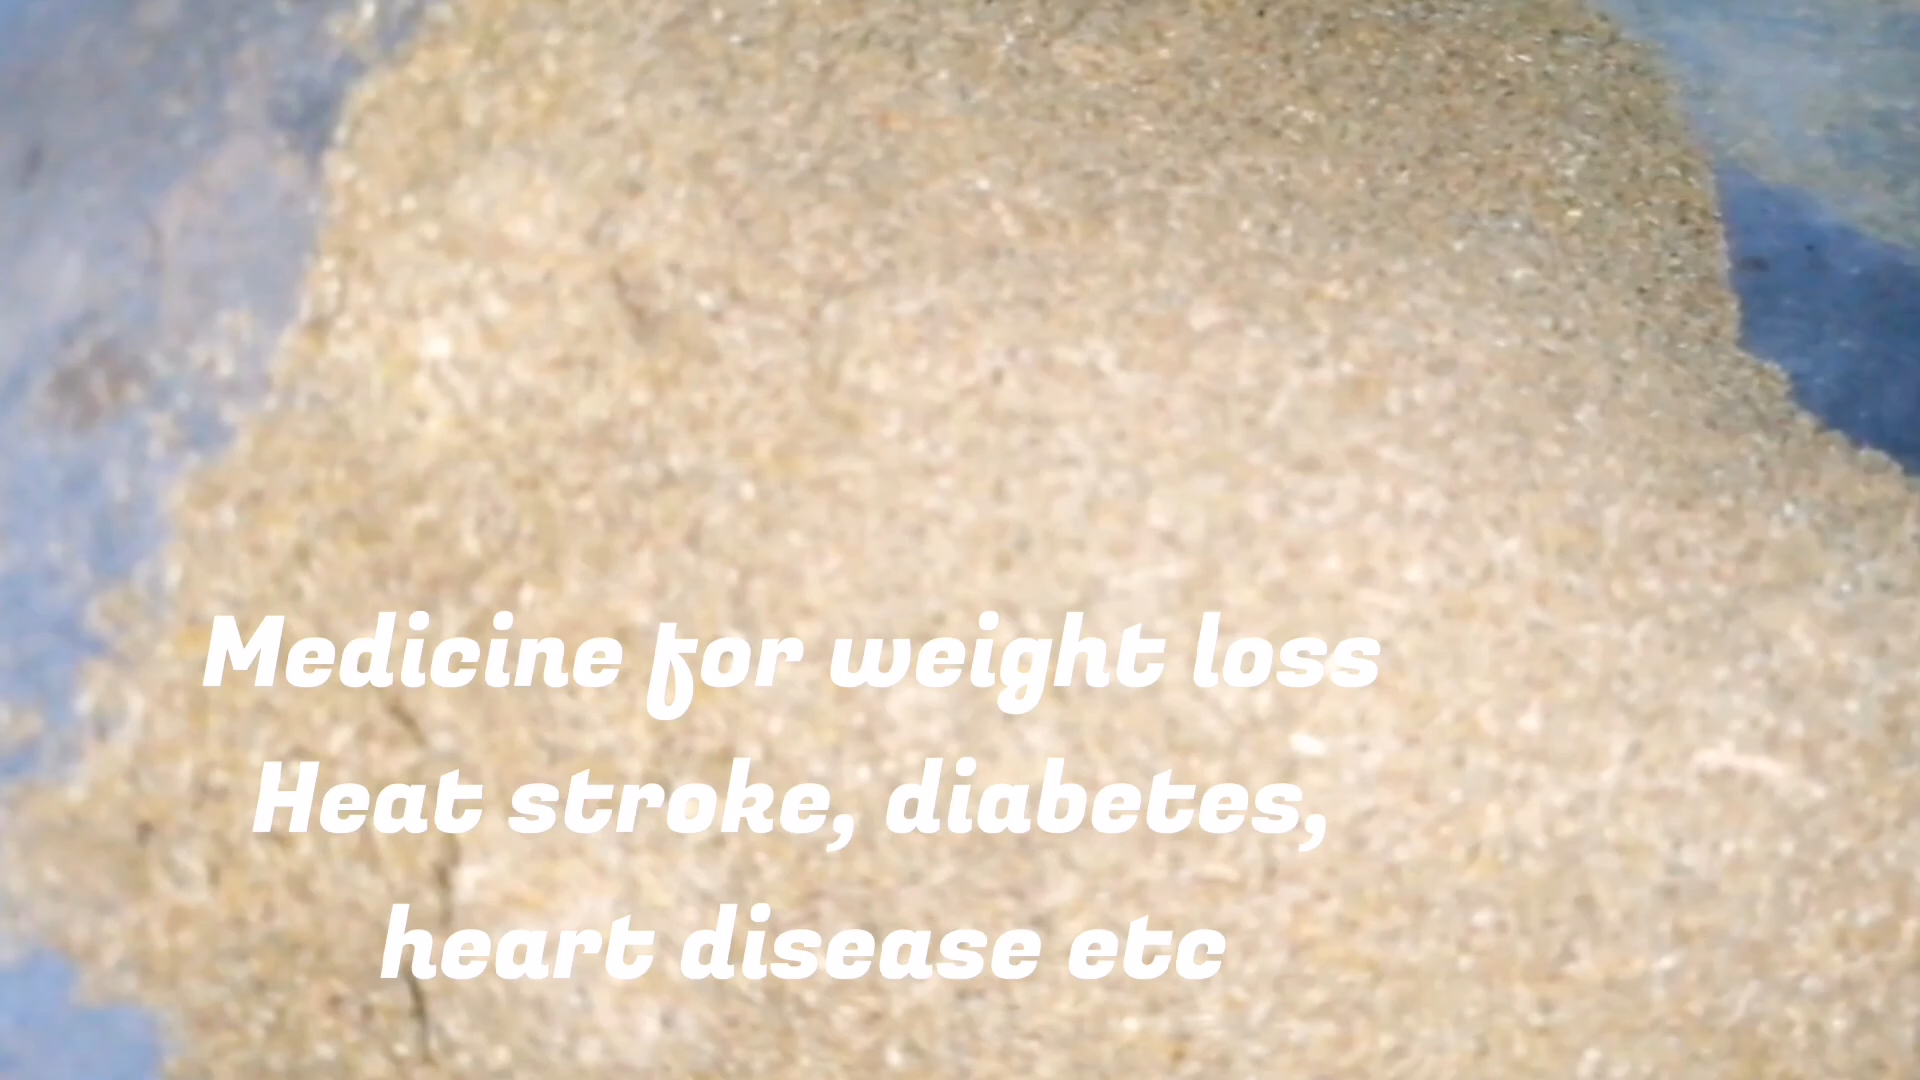 Medicine for weight loss
Heat stroke, diabetes,
heart disease etc